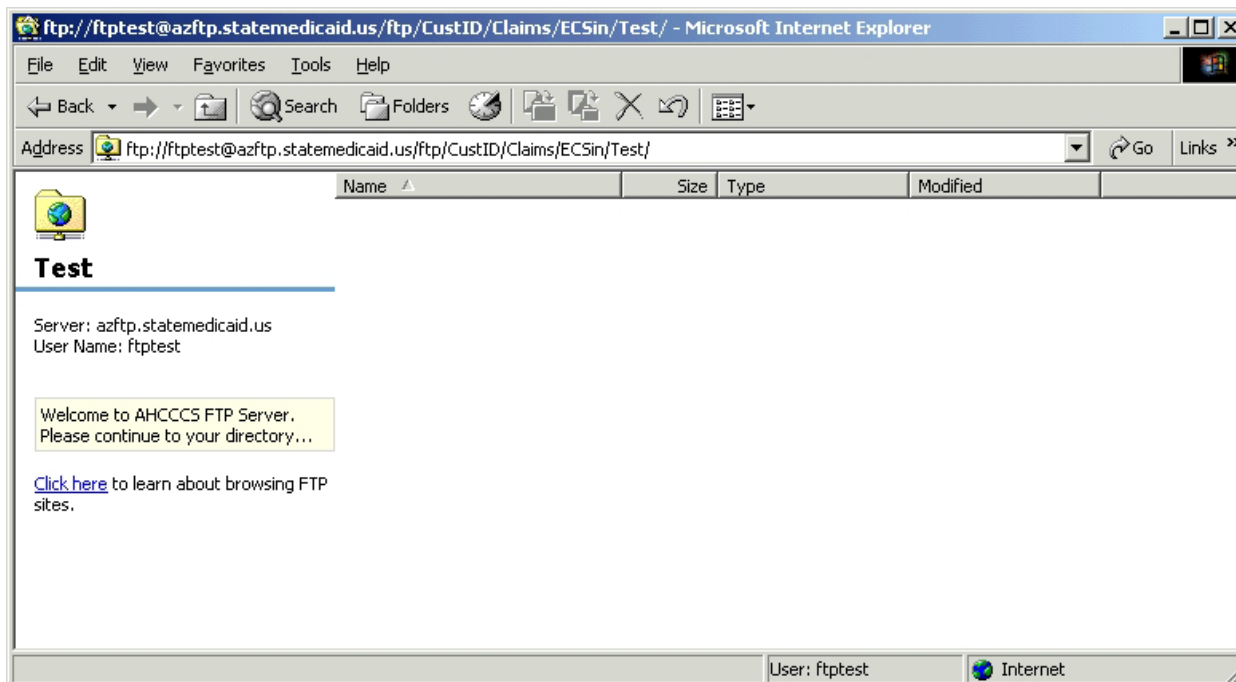 ftp://ftptest@azftp.statemedicaid.us/ftp/CustID/Claims/ECSin/Test/ - Microsoft Internet Explorer
File Edit View Favorites Tools Help
Back Search Folders
Address ftp://ftptest@azftp.statemedicaid.us/ftp/CustID/Claims/ECSin/Test/ Go Links »
Name Size Type Modified
Test
Server: azftp.statemedicaid.us
User Name: ftptest
Welcome to AHCCCS FTP Server.
Please continue to your directory...
Click here to learn about browsing FTP
sites.
User: ftptest Internet